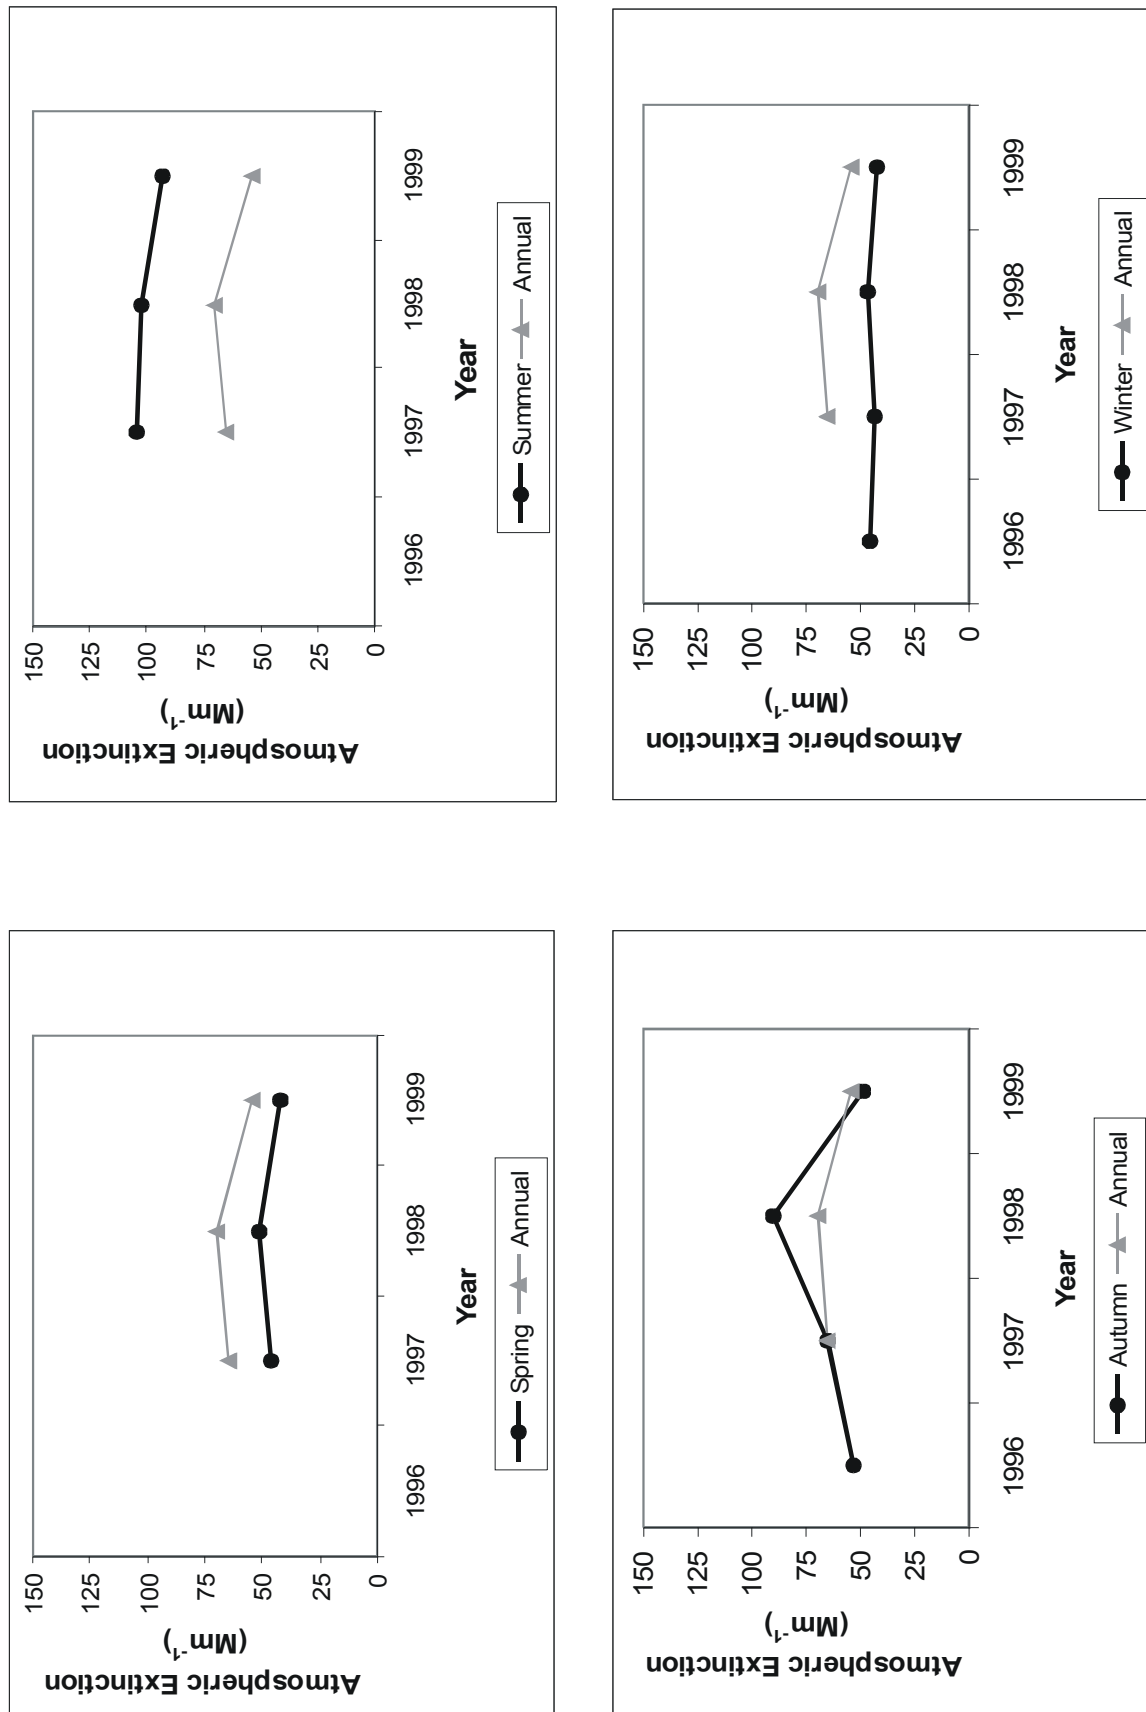 Atmospheric Extinction
(Mm-1)
150
125
100
75
50
25
0
1996
1997
1998
1999
Year
Spring
Annual
Atmospheric Extinction
(Mm-1)
150
125
100
75
50
25
0
1996
1997
1998
1999
Year
Summer
Annual
Atmospheric Extinction
(Mm-1)
150
125
100
75
50
25
0
1996
1997
1998
1999
Year
Autumn
Annual
Atmospheric Extinction
(Mm-1)
150
125
100
75
50
25
0
1996
1997
1998
1999
Year
Winter
Annual